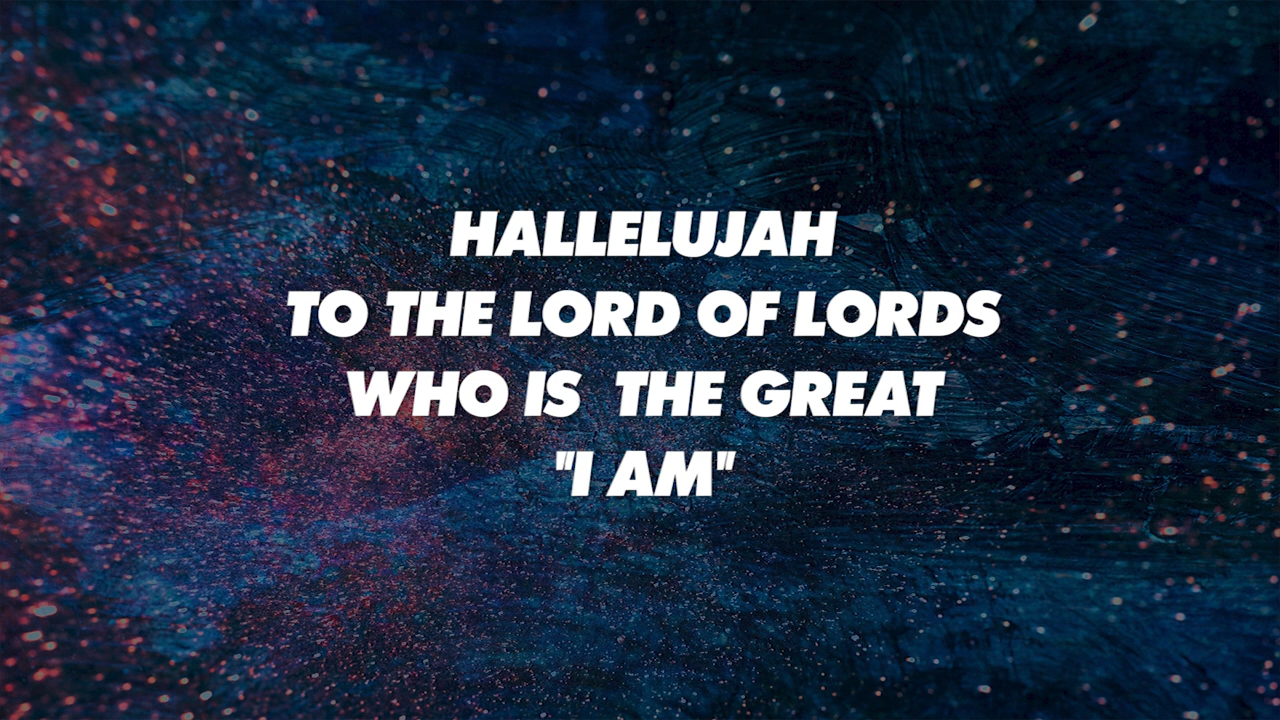 HALLELUJAH
TO THE LORD OF LORDS
WHO IS  THE GREAT
"I AM"